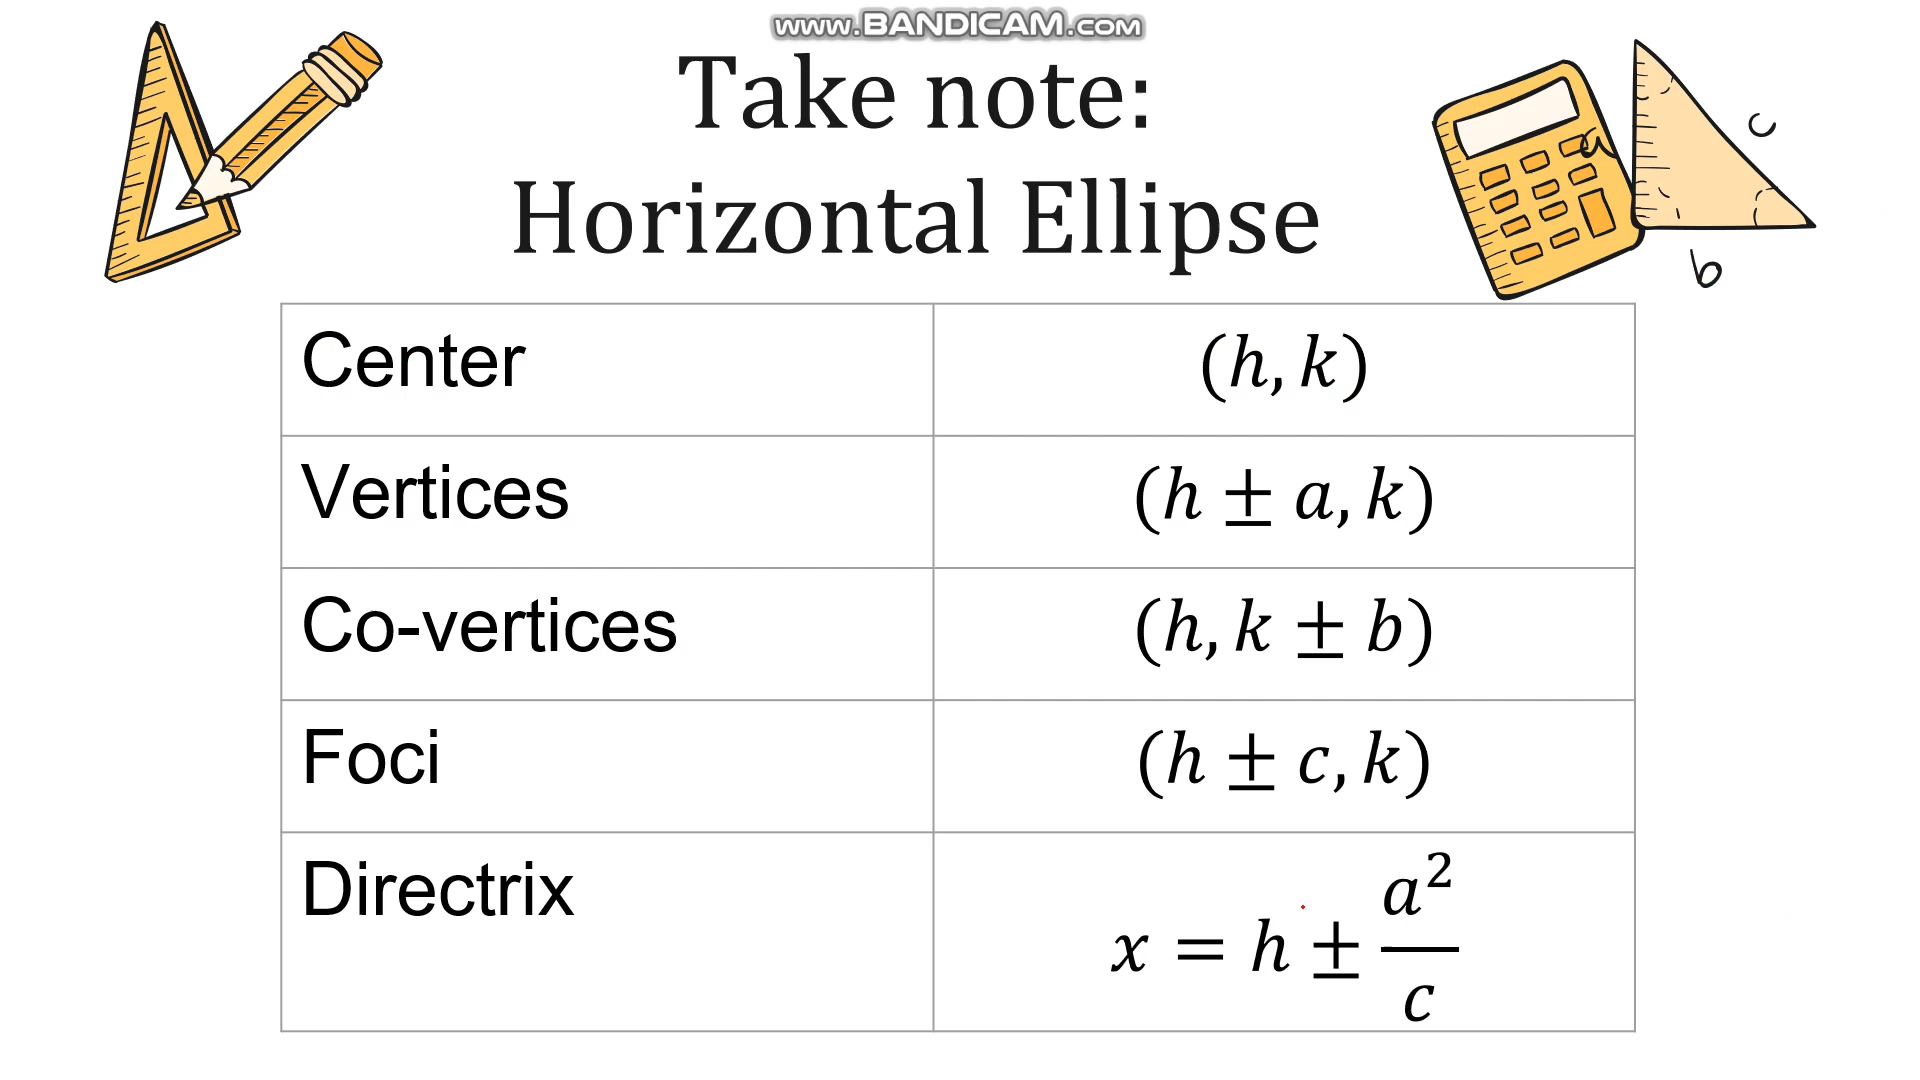 www.BANDICAM.com
Take note:
Horizontal Ellipse
a
c
b
Center
(h, k)
Vertices
(h ± a, k)
Co-vertices
(h, k ± b)
Foci
(h ± c, k)
Directrix
x = h ± a²/c